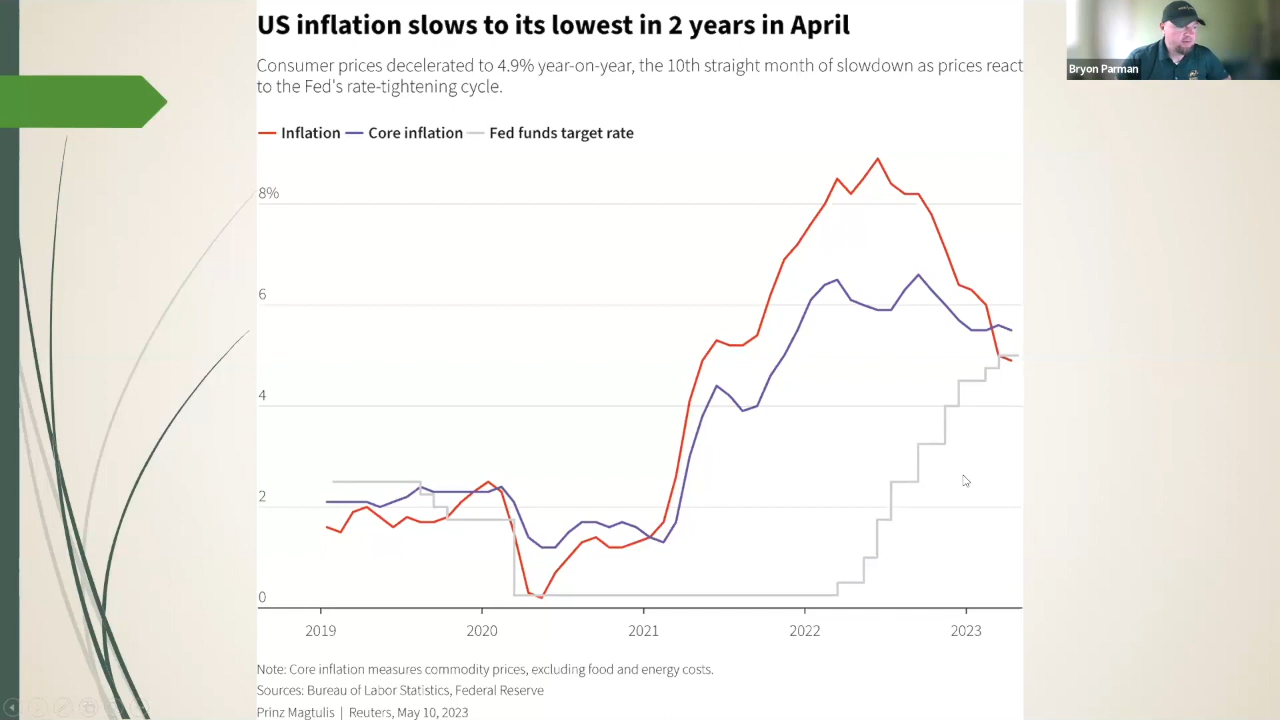 US inflation slows to its lowest in 2 years in April
Consumer prices decelerated to 4.9% year-on-year, the 10th straight month of slowdown as prices react
to the Fed's rate-tightening cycle.
Inflation Core inflation Fed funds target rate
8%
6
4
2
0
2019 2020 2021 2022 2023
Note: Core inflation measures commodity prices, excluding food and energy costs.
Sources: Bureau of Labor Statistics, Federal Reserve
Prinz Magtulis | Reuters, May 10, 2023
Bryon Parman